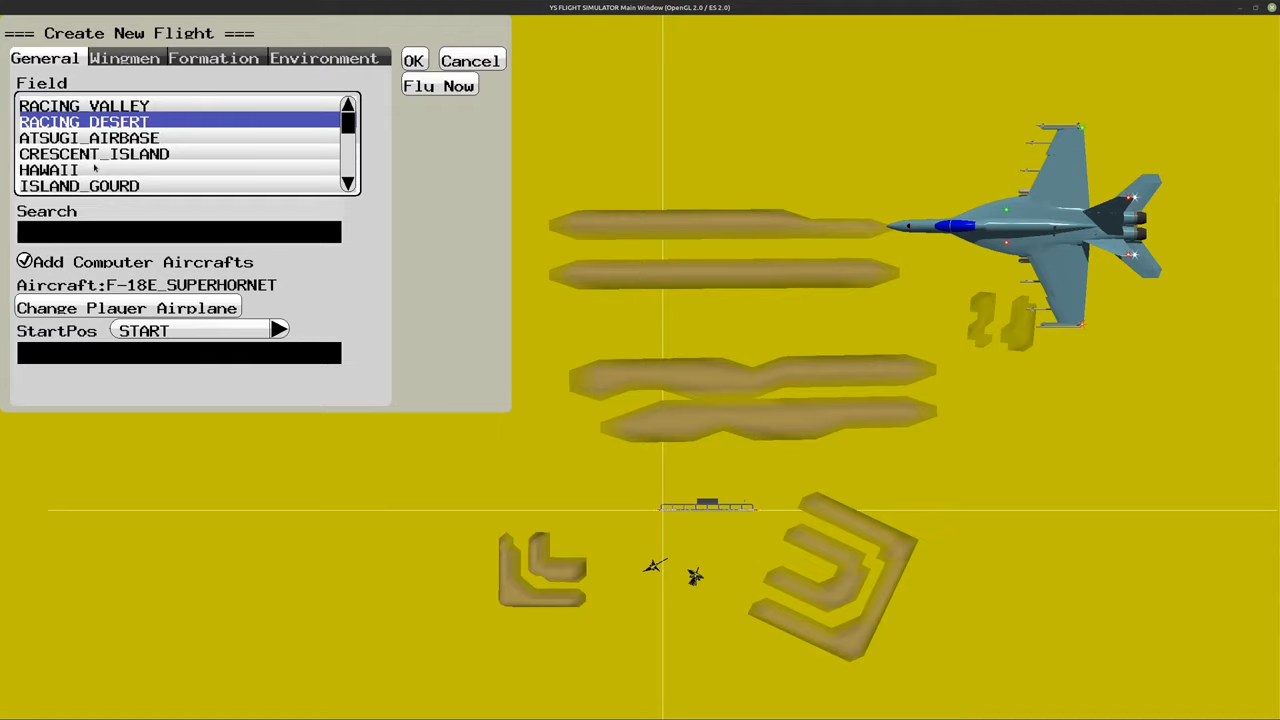 YS FLIGHT SIMULATOR Main Window (OpenGL 2.0 / ES 2.0)
=== Create New Flight ===
General Wingmen Formation Environment
OK Cancel
Fly Now
Field
RACING_VALLEY
RACING_DESERT
ATSUGI_AIRBASE
CRESCENT_ISLAND
HAWAII
ISLAND_GOURD
Search
Add Computer Aircrafts
Aircraft:F-18E_SUPERHORNET
Change Player Airplane
StartPos START